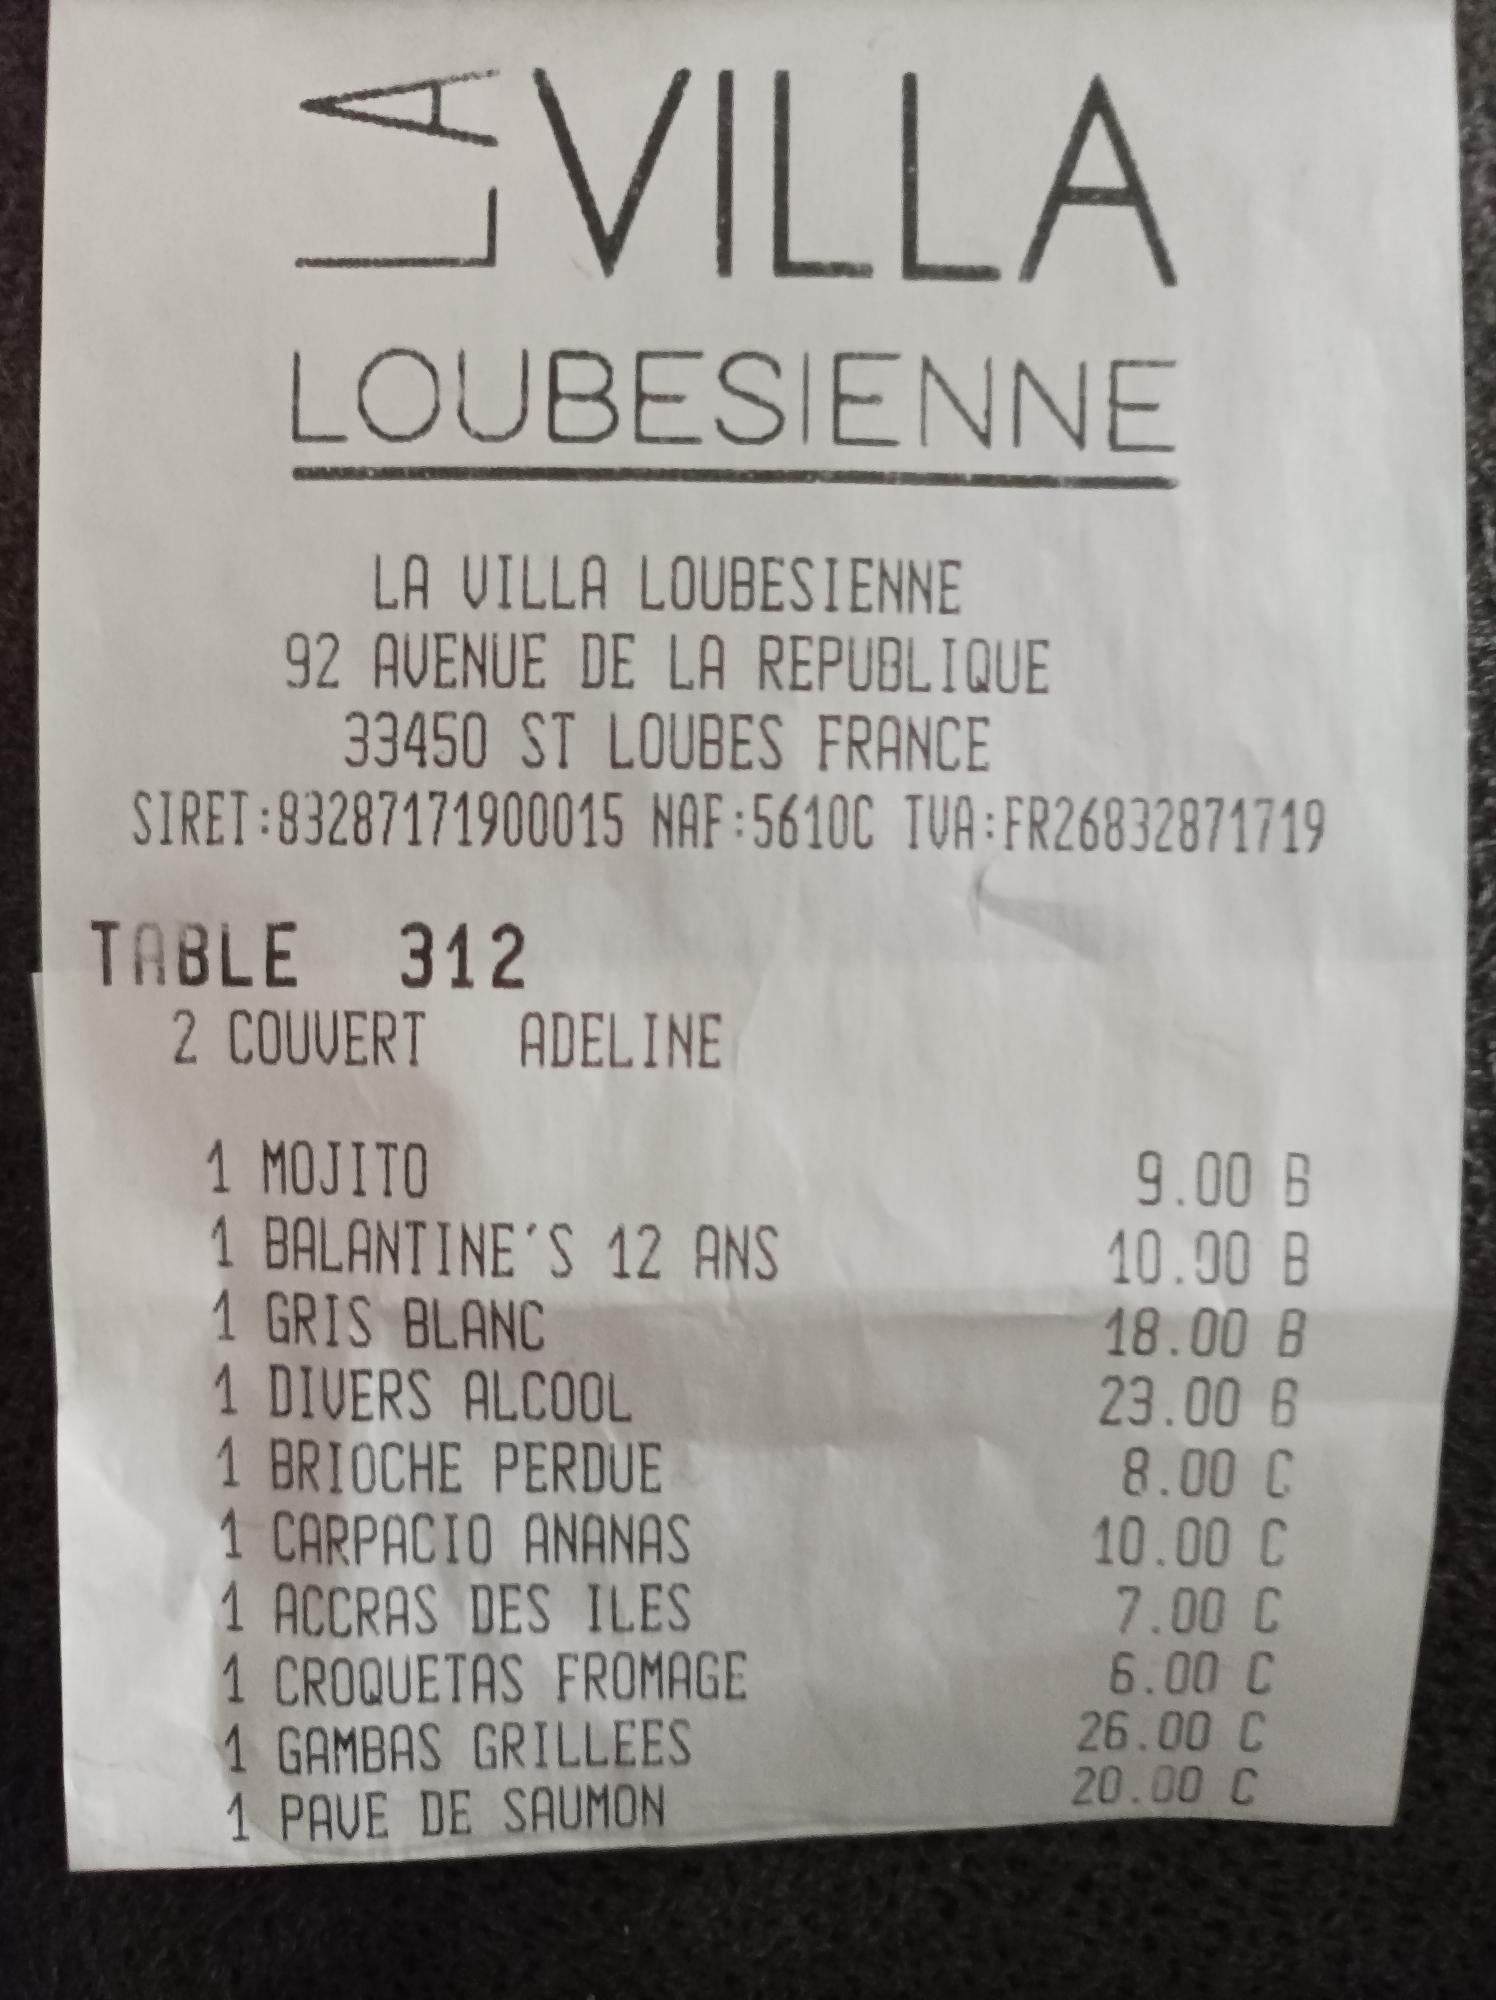 LA VILLA
LOUBESIENNE
LA VILLA LOUBESIENNE
92 AVENUE DE LA REPUBLIQUE
33450 ST LOUBES FRANCE
SIRET:83287171900015 NAF:5610C TVA:FR26832871719
TABLE 312
2 COUVERT ADELINE
1 MOJITO 9.00 B
1 BALANTINE'S 12 ANS 10.00 B
1 GRIS BLANC 18.00 B
1 DIVERS ALCOOL 23.00 B
1 BRIOCHE PERDUE 8.00 C
1 CARPACIO ANANAS 10.00 C
1 ACCRAS DES ILES 7.00 C
1 CROQUETAS FROMAGE 6.00 C
1 GAMBAS GRILLEES 26.00 C
1 PAVE DE SAUMON 20.00 C